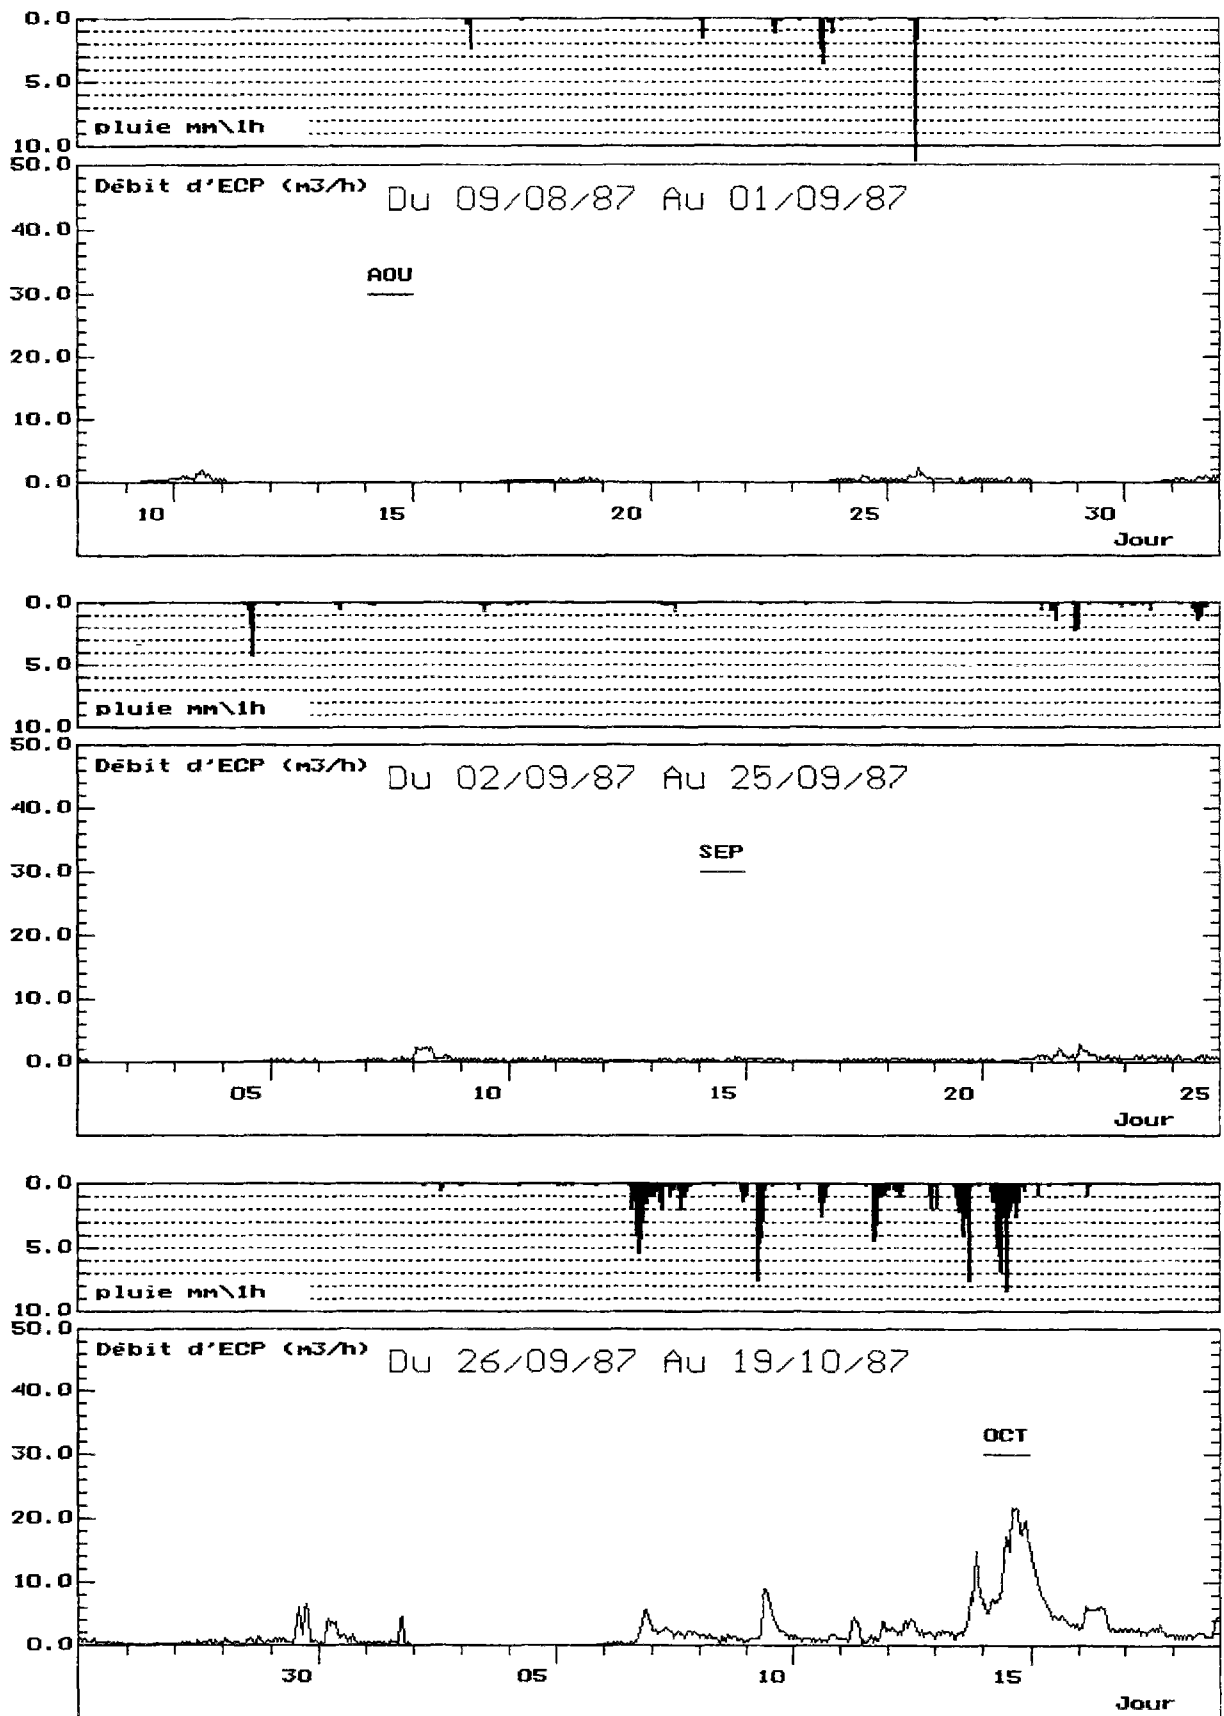 0.0
5.0
pluie mm\1h
10.0
50.0
Débit d'ECP (m3/h) Du 09/08/87 Au 01/09/87
40.0
AOU
30.0
20.0
10.0
0.0
10 15 20 25 30
Jour
0.0
5.0
pluie mm\1h
10.0
50.0
Débit d'ECP (m3/h) Du 02/09/87 Au 25/09/87
40.0
SEP
30.0
20.0
10.0
0.0
05 10 15 20 25
Jour
0.0
5.0
pluie mm\1h
10.0
50.0
Débit d'ECP (m3/h) Du 26/09/87 Au 19/10/87
40.0
OCT
30.0
20.0
10.0
0.0
30 05 10 15
Jour